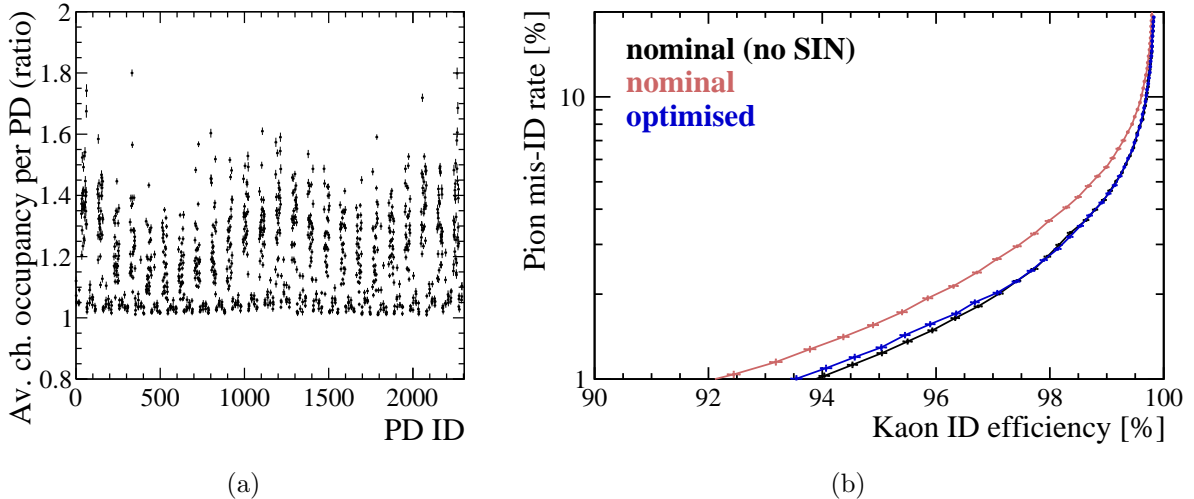 Av. ch. occupancy per PD (ratio)
2
1.8
1.6
1.4
1.2
1
0.8
0 500 1000 1500 2000
PD ID
(a)
Pion mis-ID rate [%]
nominal (no SIN)
nominal
optimised
10
1
90 92 94 96 98 100
Kaon ID efficiency [%]
(b)